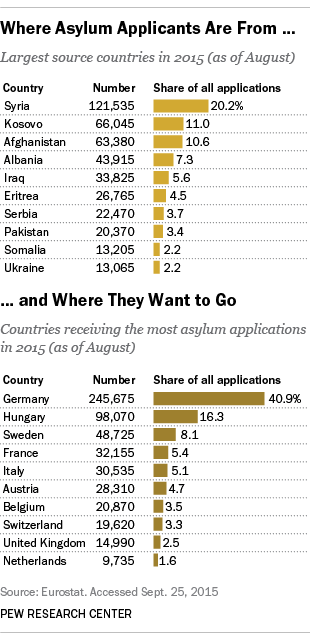 Where Asylum Applicants Are From ...
Largest source countries in 2015 (as of August)
Country Number Share of all applications
Syria 121,535 20.2%
Kosovo 66,045 11.0
Afghanistan 63,380 10.6
Albania 43,915 7.3
Iraq 33,825 5.6
Eritrea 26,765 4.5
Serbia 22,470 3.7
Pakistan 20,370 3.4
Somalia 13,205 2.2
Ukraine 13,065 2.2
... and Where They Want to Go
Countries receiving the most asylum applications
in 2015 (as of August)
Country Number Share of all applications
Germany 245,675 40.9%
Hungary 98,070 16.3
Sweden 48,725 8.1
France 32,155 5.4
Italy 30,535 5.1
Austria 28,310 4.7
Belgium 20,870 3.5
Switzerland 19,620 3.3
United Kingdom 14,990 2.5
Netherlands 9,735 1.6
Source: Eurostat. Accessed Sept. 25, 2015
PEW RESEARCH CENTER